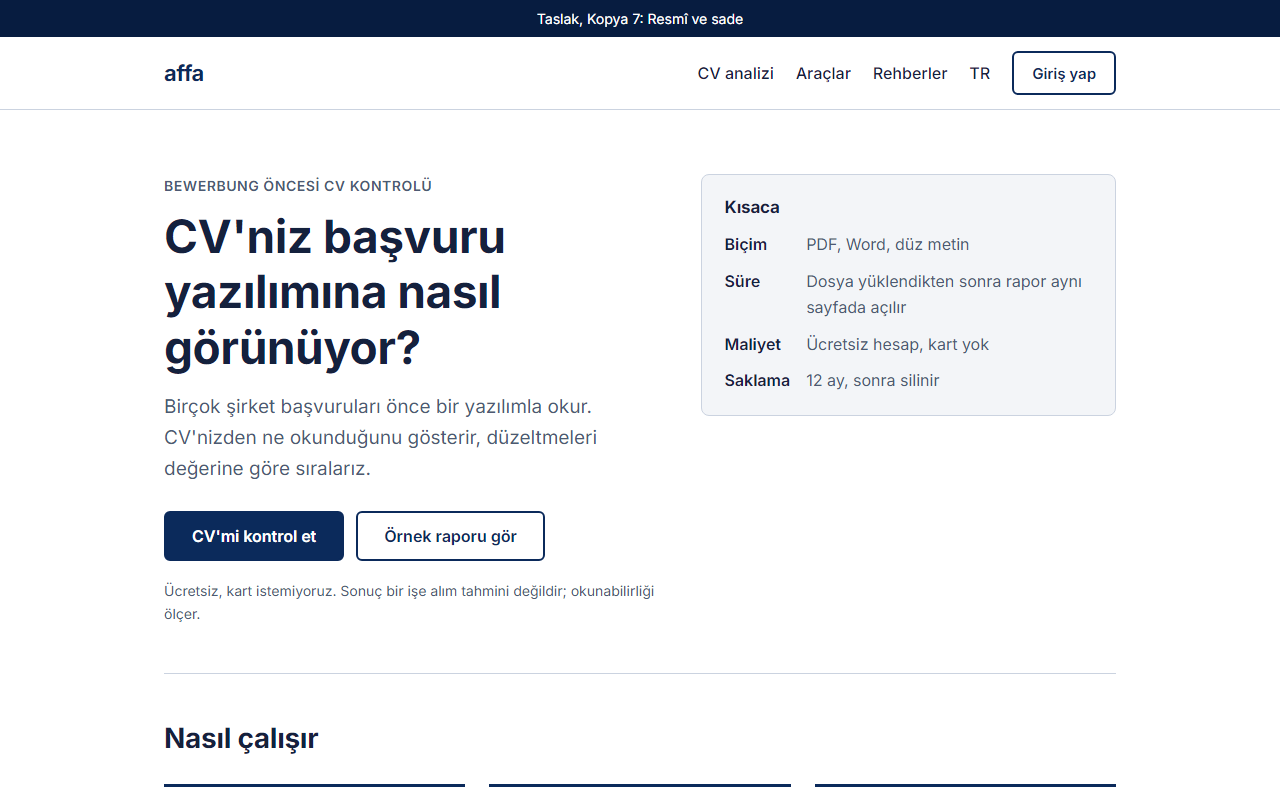 Taslak, Kopya 7: Resmî ve sade
affa
CV analizi
Araçlar
Rehberler
TR
Giriş yap
BEWERBUNG ÖNCESİ CV KONTROLÜ
CV'niz başvuru
yazılımına nasıl
görünüyor?
Birçok şirket başvuruları önce bir yazılımla okur.
CV'nizden ne okunduğunu gösterir, düzeltmeleri
değerine göre sıralarız.
CV'mi kontrol et
Örnek raporu gör
Ücretsiz, kart istemiyoruz. Sonuç bir işe alım tahmini değildir; okunabilirliği
ölçer.
Kısaca
Biçim PDF, Word, düz metin
Süre Dosya yüklendikten sonra rapor aynı
sayfada açılır
Maliyet Ücretsiz hesap, kart yok
Saklama 12 ay, sonra silinir
Nasıl çalışır